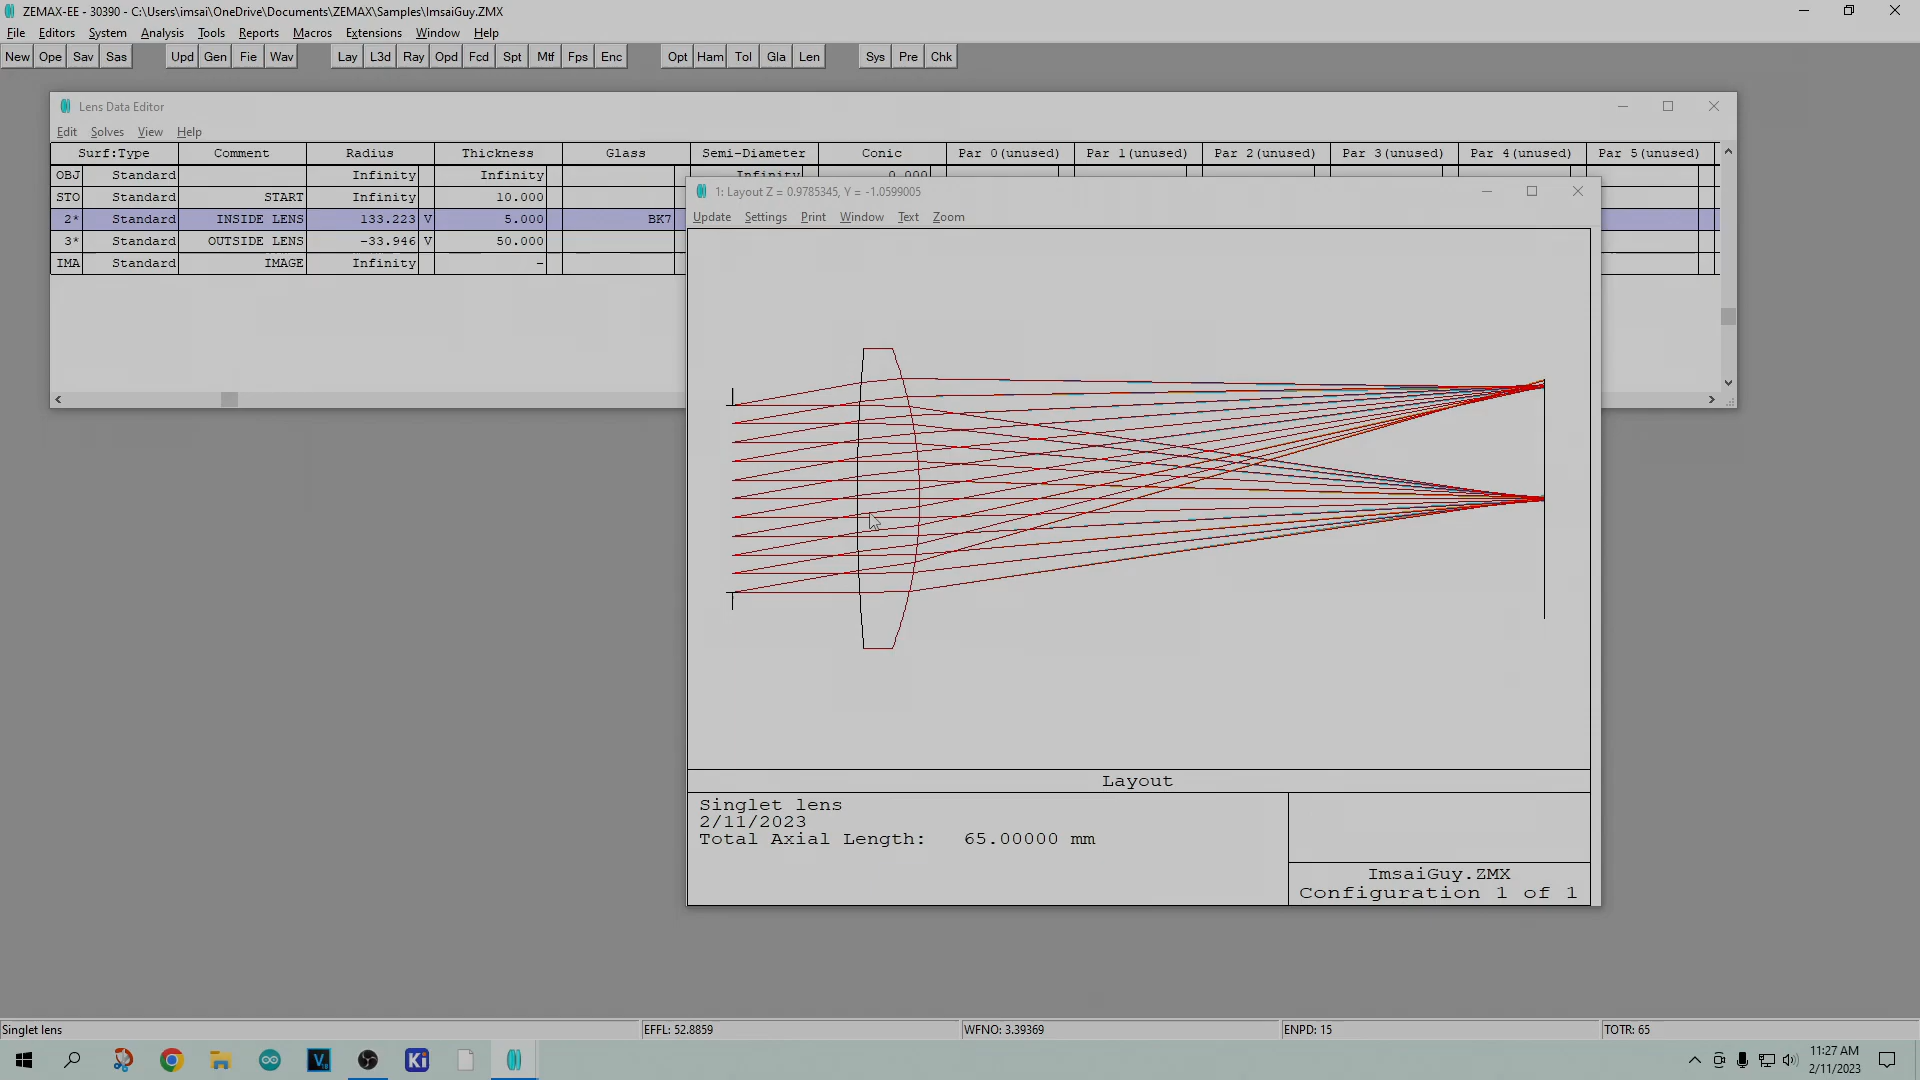 ZEMAX-EE - 30390 - C:\Users\imsai\OneDrive\Documents\ZEMAX\Samples\ImsaiGuy.ZMX
File Editors System Analysis Tools Reports Macros Extensions Window Help
New Ope Sav Sas Upd Gen Fie Wav Lay L3d Ray Opd Fcd Spt Mtf Fps Enc Opt Ham Tol Gla Len Sys Pre Chk
Lens Data Editor
Edit Solves View Help
Surf:Type Comment Radius Thickness Glass Semi-Diameter Conic Par 0(unused) Par 1(unused) Par 2(unused) Par 3(unused) Par 4(unused) Par 5(unused)
OBJ Standard Infinity Infinity Infinity 0.000
STO Standard START Infinity 10.000
2* Standard INSIDE LENS 133.223 V 5.000 BK7
3* Standard OUTSIDE LENS -33.946 V 50.000
IMA Standard IMAGE Infinity -
1: Layout Z = 0.9785345, Y = -1.0599005
Update Settings Print Window Text Zoom
Layout
Singlet lens
2/11/2023
Total Axial Length: 65.00000 mm
ImsaiGuy.ZMX
Configuration 1 of 1
Singlet lens EFFL: 52.8859 WFNO: 3.39369 ENPD: 15 TOTR: 65
Ki
11:27 AM
2/11/2023